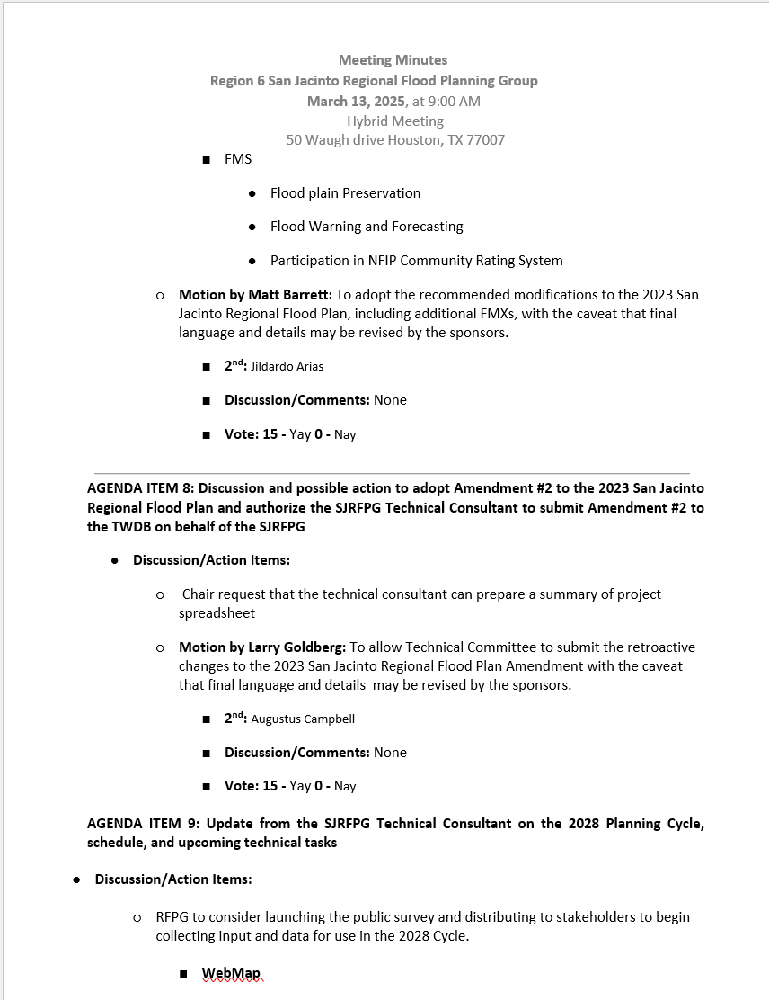 Meeting Minutes
Region 6 San Jacinto Regional Flood Planning Group
March 13, 2025, at 9:00 AM
Hybrid Meeting
50 Waugh drive Houston, TX 77007
■ FMS
● Flood plain Preservation
● Flood Warning and Forecasting
● Participation in NFIP Community Rating System
o Motion by Matt Barrett: To adopt the recommended modifications to the 2023 San
Jacinto Regional Flood Plan, including additional FMXs, with the caveat that final
language and details may be revised by the sponsors.
■ 2nd: Jildardo Arias
■ Discussion/Comments: None
■ Vote: 15 - Yay 0 - Nay
AGENDA ITEM 8: Discussion and possible action to adopt Amendment #2 to the 2023 San Jacinto
Regional Flood Plan and authorize the SJRFPG Technical Consultant to submit Amendment #2 to
the TWDB on behalf of the SJRFPG
● Discussion/Action Items:
o Chair request that the technical consultant can prepare a summary of project
spreadsheet
o Motion by Larry Goldberg: To allow Technical Committee to submit the retroactive
changes to the 2023 San Jacinto Regional Flood Plan Amendment with the caveat
that final language and details  may be revised by the sponsors.
■ 2nd: Augustus Campbell
■ Discussion/Comments: None
■ Vote: 15 - Yay 0 - Nay
AGENDA ITEM 9: Update from the SJRFPG Technical Consultant on the 2028 Planning Cycle,
schedule, and upcoming technical tasks
● Discussion/Action Items:
o RFPG to consider launching the public survey and distributing to stakeholders to begin
collecting input and data for use in the 2028 Cycle.
■ WebMap